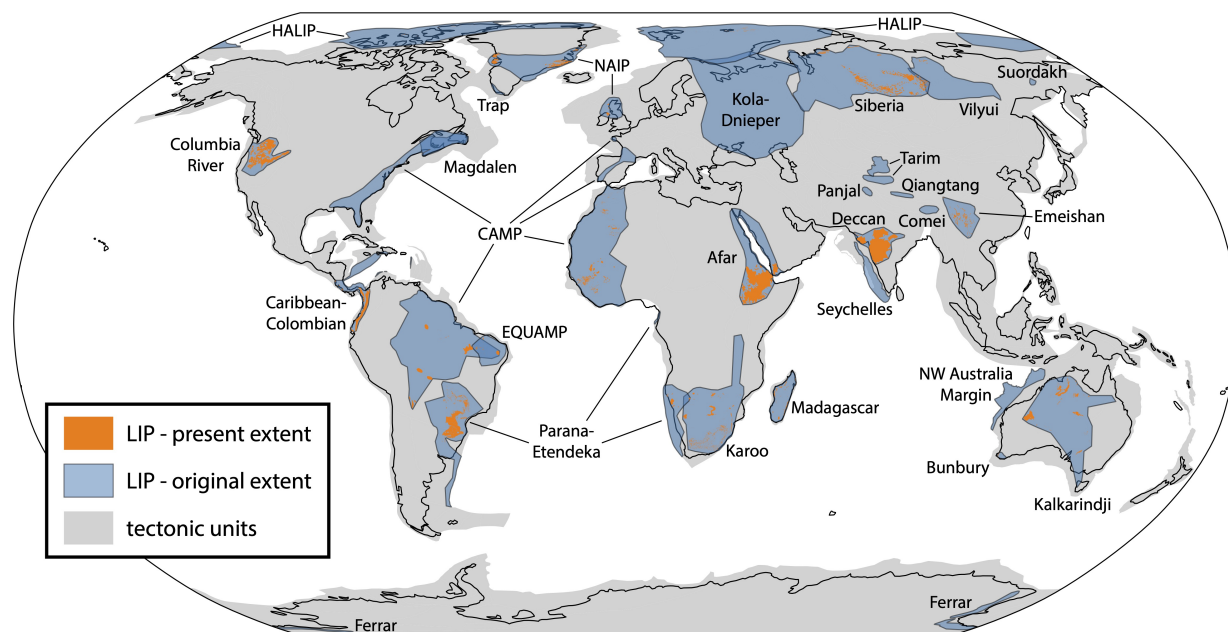 HALIP
HALIP
NAIP
Trap
Kola-
Dnieper
Siberia
Vilyui
Suordakh
Columbia
River
Magdalen
Tarim
Panjal
Qiangtang
CAMP
Deccan
Comei
Emeishan
Afar
Seychelles
Caribbean-
Colombian
EQUAMP
NW Australia
Margin
Madagascar
Parana-
Etendeka
Karoo
Bunbury
Kalkarindji
LIP - present extent
LIP - original extent
tectonic units
Ferrar
Ferrar